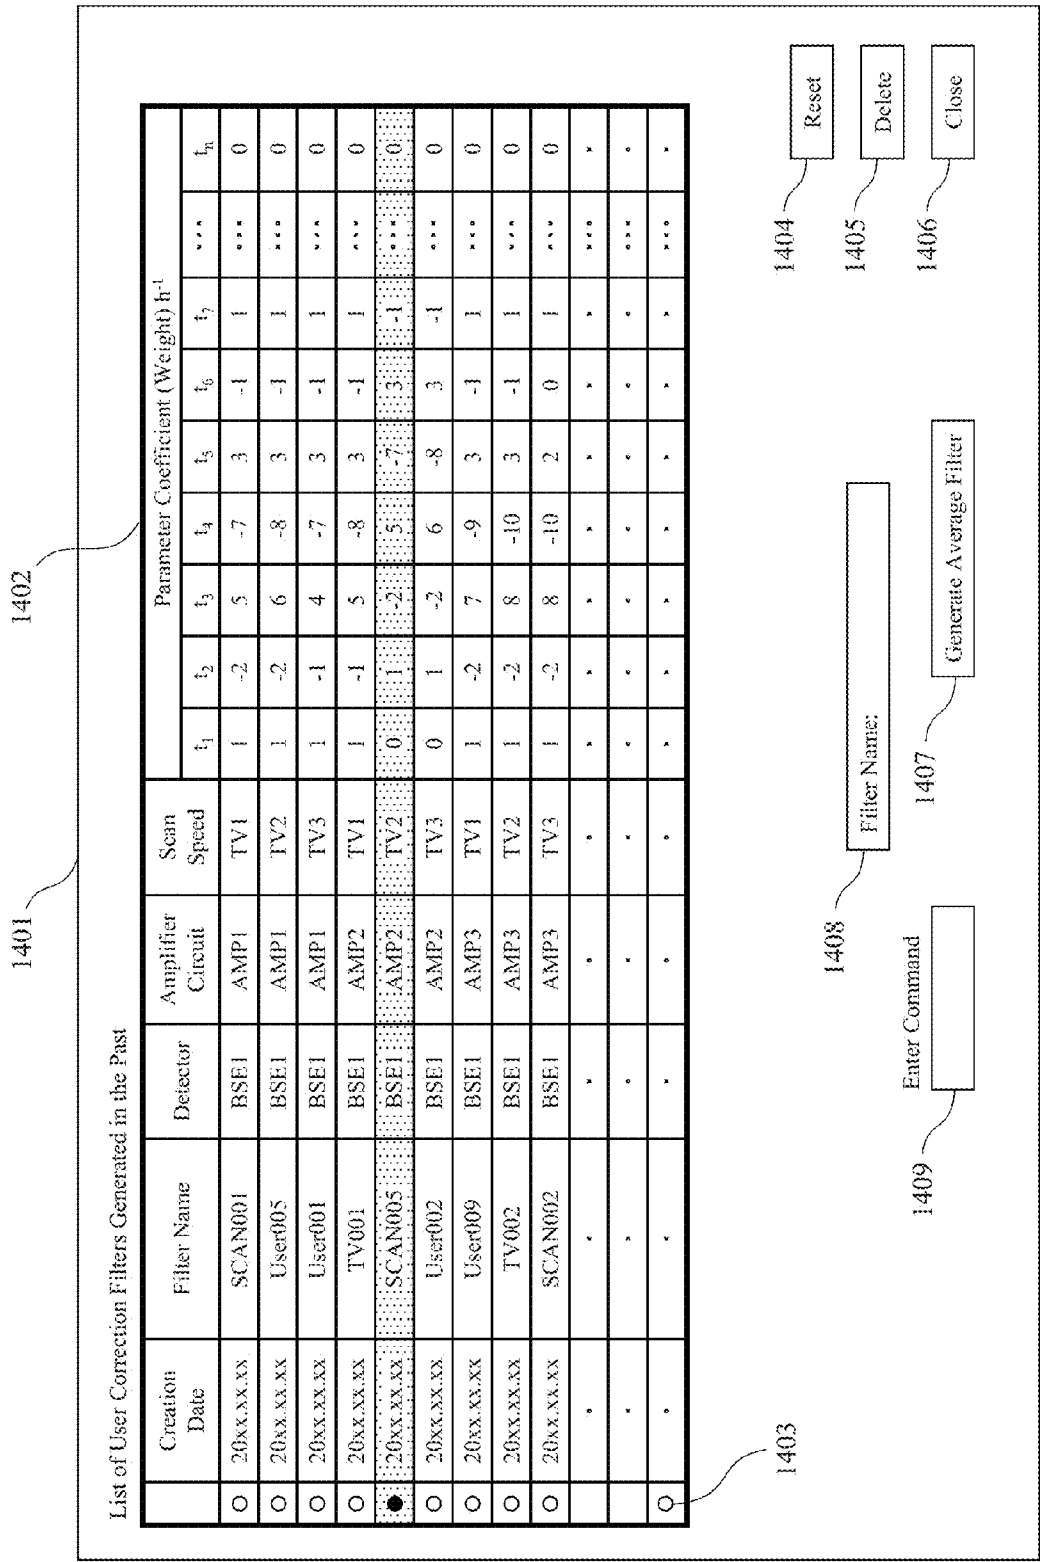 1401
1402
List of User Correction Filters Generated in the Past
Creation Date Filter Name Detector Amplifier Circuit Scan Speed Parameter Coefficient (Weight) h-1
t1 t2 t3 t4 t5 t6 t7 ... tn
20xx.xx.xx SCAN001 BSE1 AMP1 TV1 1 -2 5 -7 3 -1 1 ... 0
20xx.xx.xx User005 BSE1 AMP1 TV2 1 -2 6 -8 3 -1 1 ... 0
20xx.xx.xx User001 BSE1 AMP1 TV3 1 -1 4 -7 3 -1 1 ... 0
20xx.xx.xx TV001 BSE1 AMP2 TV1 1 -1 5 -8 3 -1 1 ... 0
20xx.xx.xx SCAN005 BSE1 AMP2 TV2 0 1 -2 5 -7 3 -1 ... 0
20xx.xx.xx User002 BSE1 AMP2 TV3 0 1 -2 6 -8 3 -1 ... 0
20xx.xx.xx User009 BSE1 AMP3 TV1 1 -2 7 -9 3 -1 1 ... 0
20xx.xx.xx TV002 BSE1 AMP3 TV2 1 -2 8 -10 3 -1 1 ... 0
20xx.xx.xx SCAN002 BSE1 AMP3 TV3 1 -2 8 -10 2 0 1 ... 0
1403
1404 Reset
1405 Delete
1406 Close
1408 Filter Name:
1407 Generate Average Filter
Enter Command
1409